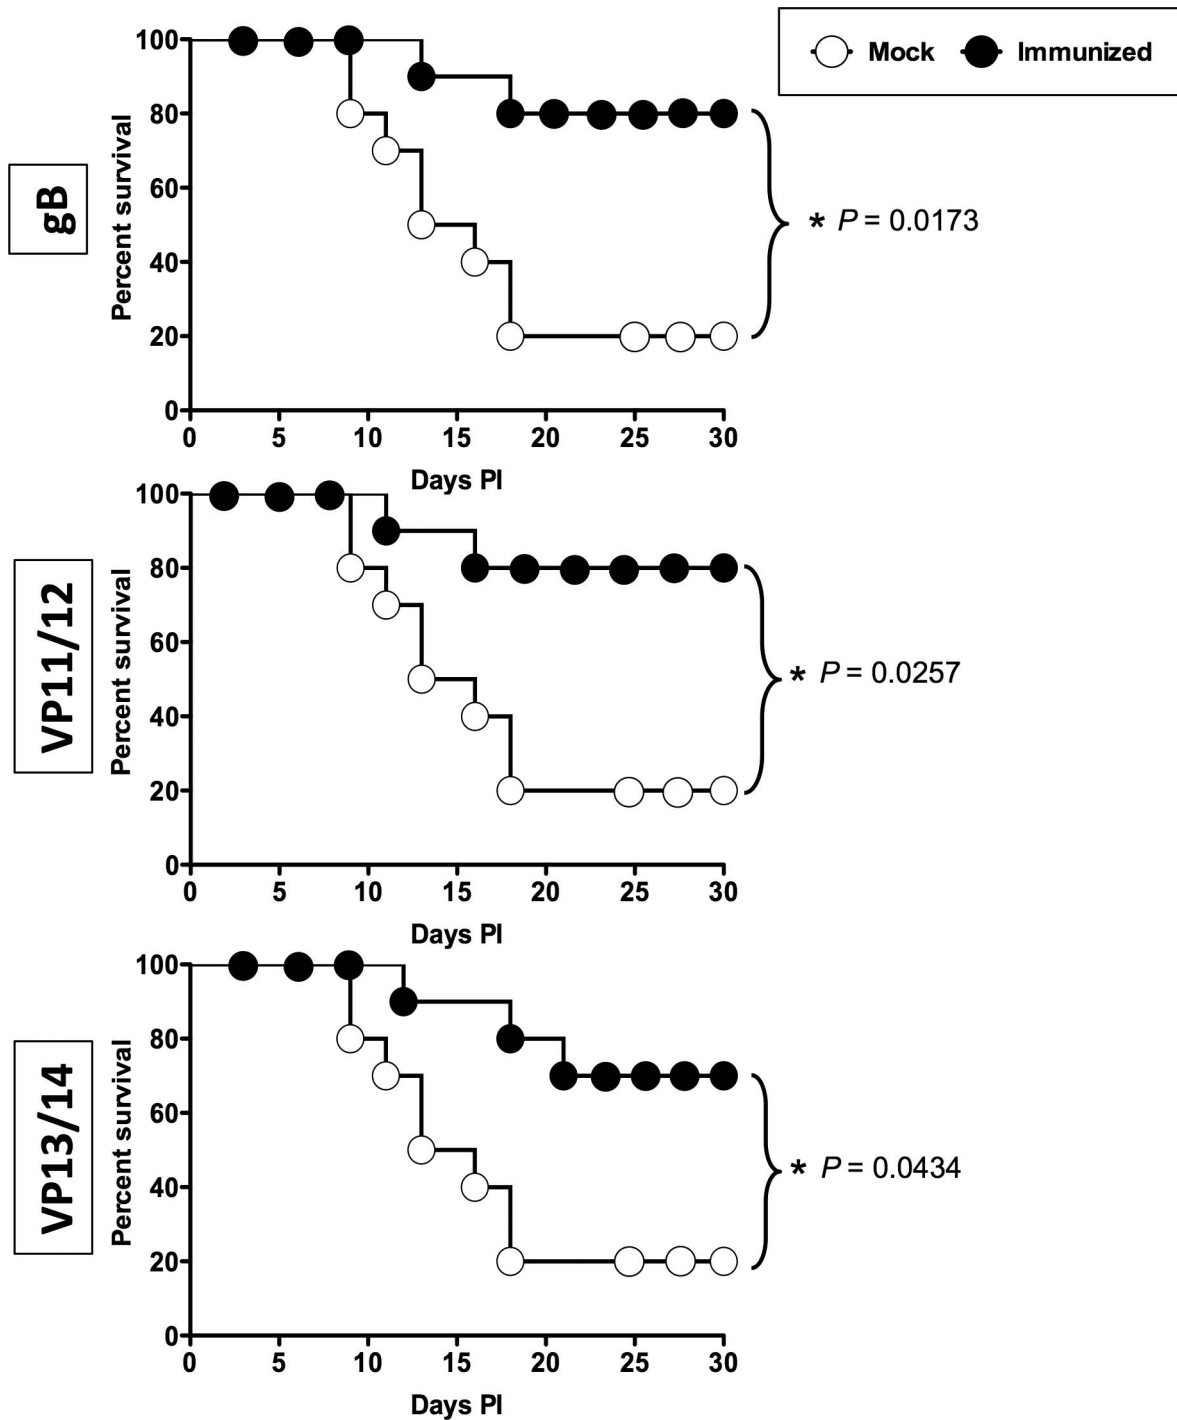 Mock Immunized
gB
Percent survival
100
80
60
40
20
0
0 5 10 15 20 25 30
Days PI
* P = 0.0173
VP11/12
Percent survival
100
80
60
40
20
0
0 5 10 15 20 25 30
Days PI
* P = 0.0257
VP13/14
Percent survival
100
80
60
40
20
0
0 5 10 15 20 25 30
Days PI
* P = 0.0434